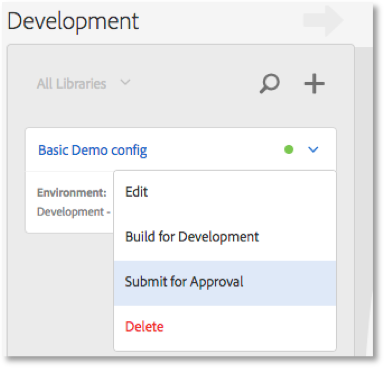 Development
All Libraries
Basic Demo config
Environment:
Development -
Edit
Build for Development
Submit for Approval
Delete